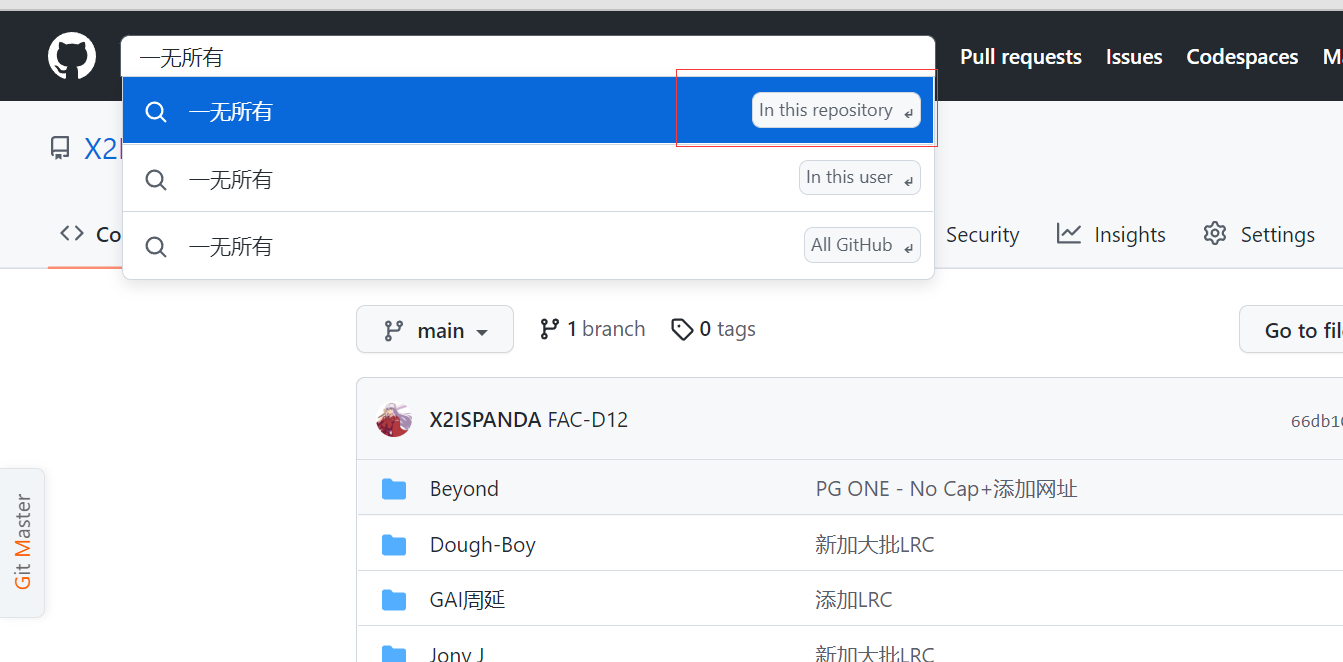 一无所有
Pull requests Issues Codespaces
一无所有 In this repository
X2
一无所有 In this user
一无所有 All GitHub
Co Security Insights Settings
main 1 branch 0 tags Go to fil
X2ISPANDA FAC-D12 66db1
Beyond PG ONE - No Cap+添加网址
Git Master
Dough-Boy 新加大批LRC
GAI周延 添加LRC
Jony J 新加大批LRC